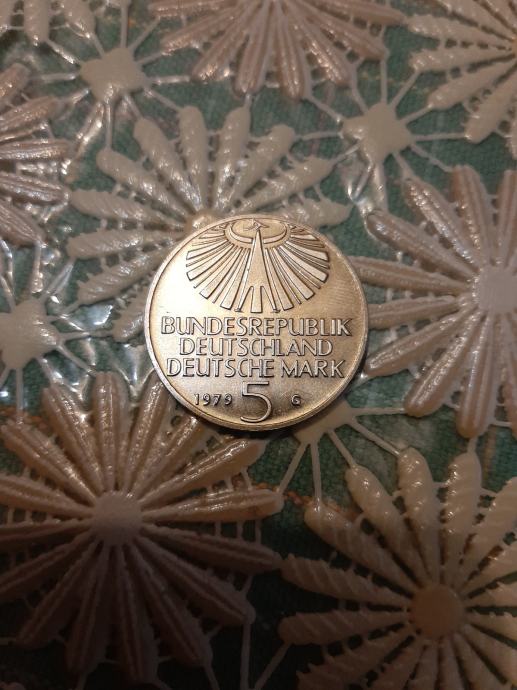 BUNDESREPUBLIK
DEUTSCHLAND
DEUTSCHE MARK
1979 5 G